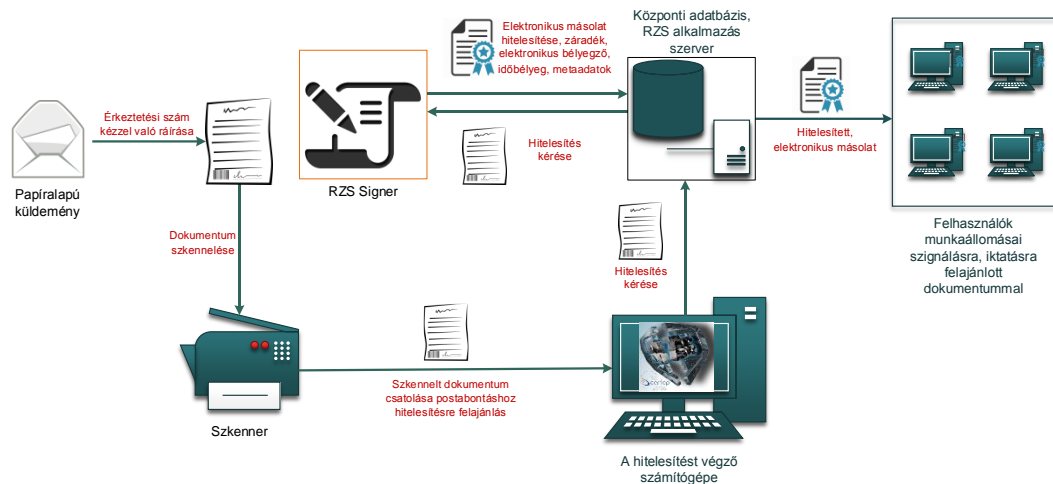 Papíralapú
küldemény
Érkeztetési szám
kézzel való ráírása
Dokumentum
szkennelése
Szkenner
Szkennelt dokumentum
csatolása postabontáshoz
hitelesítésre felajánlás
A hitelesítést végző
számítógépe
Hitelesítés
kérése
RZS Signer
Hitelesítés
kérése
Elektronikus másolat
hitelesítése, záradék,
elektronikus bélyegző,
időbélyeg, metaadatok
Központi adatbázis,
RZS alkalmazás
szerver
Hitelesített,
elektronikus másolat
Felhasználók
munkaállomásai
szignálásra, iktatásra
felajánlott
dokumentummal